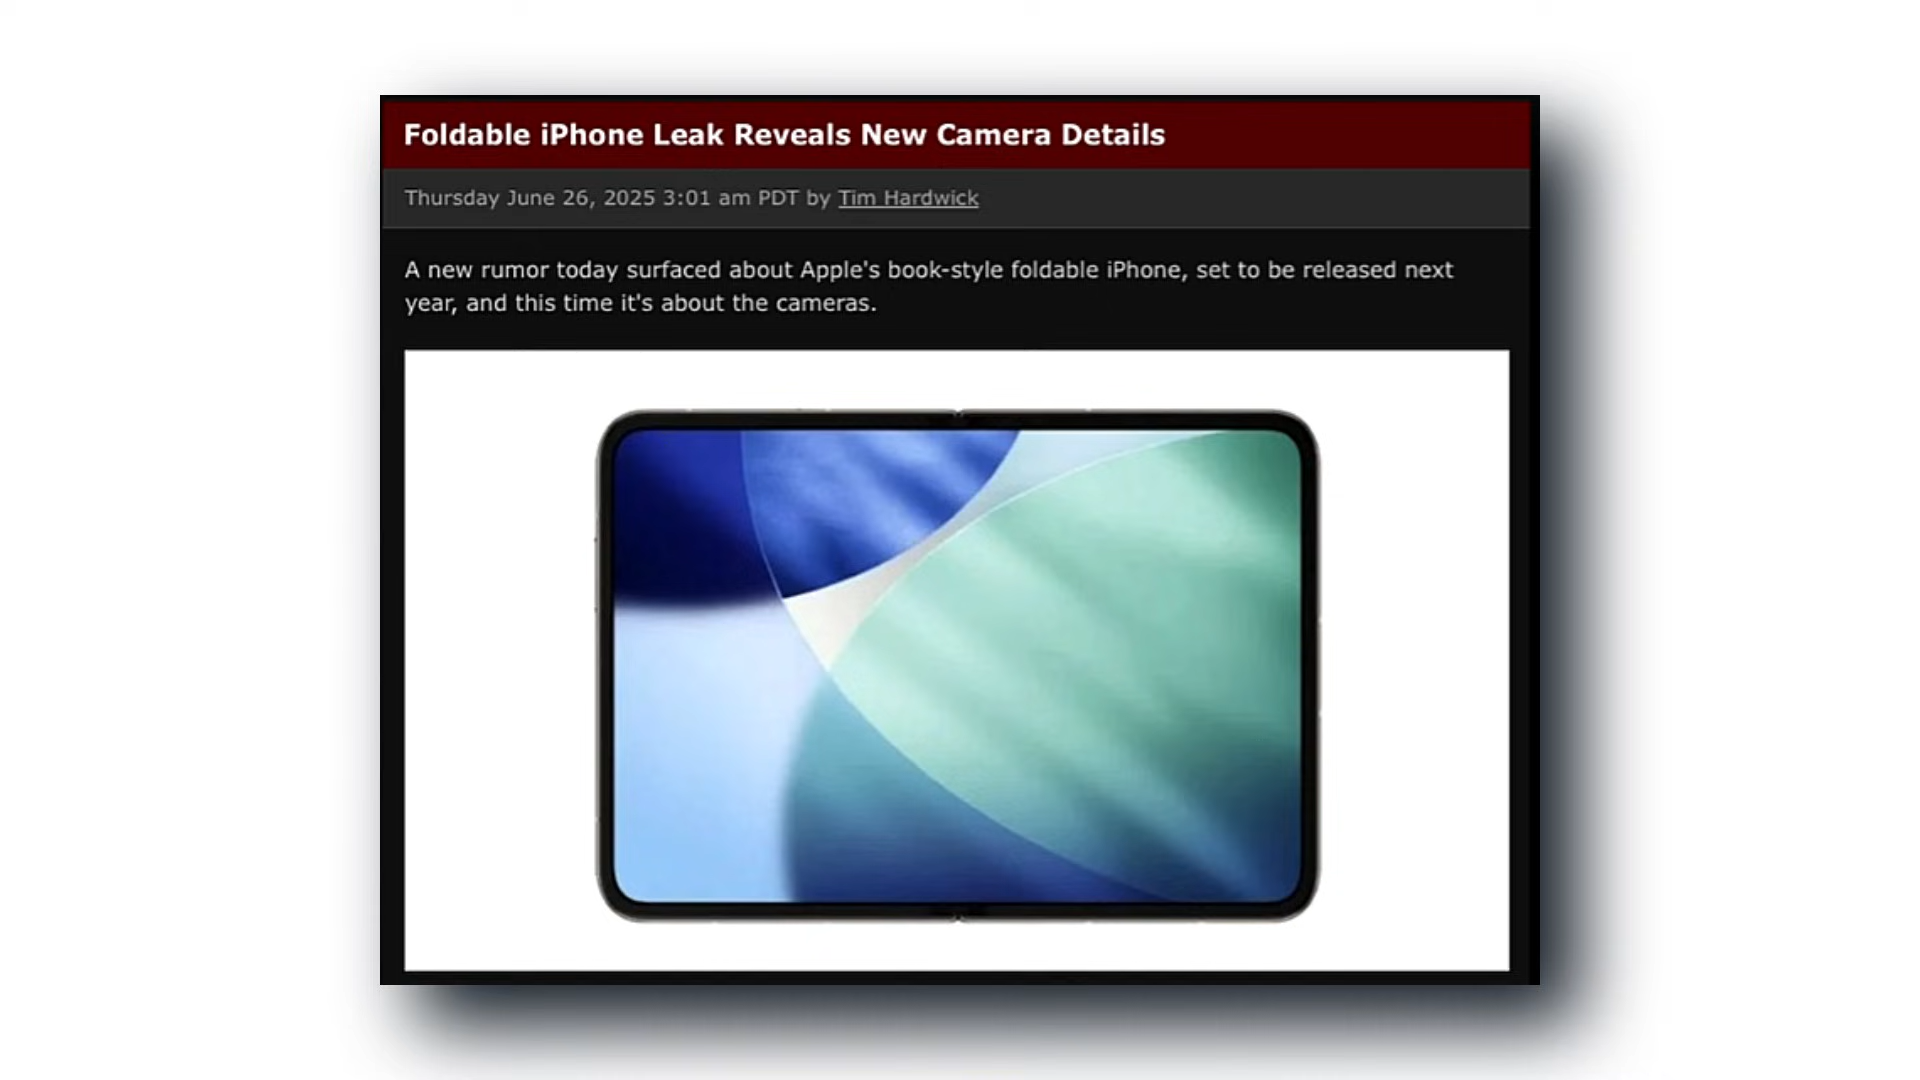 Foldable iPhone Leak Reveals New Camera Details
Thursday June 26, 2025 3:01 am PDT by Tim Hardwick
A new rumor today surfaced about Apple's book-style foldable iPhone, set to be released next
year, and this time it's about the cameras.